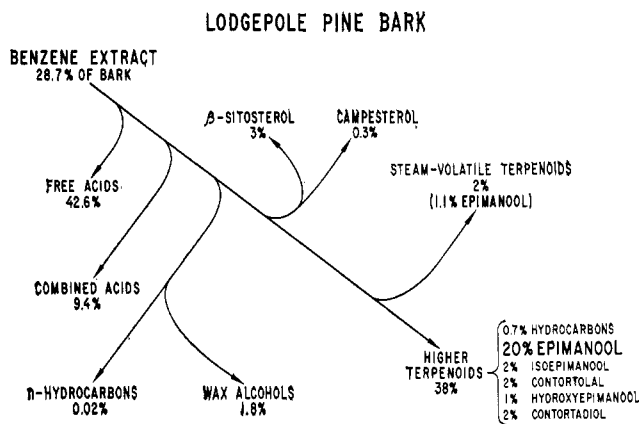 LODGEPOLE PINE BARK
BENZENE EXTRACT
28.7% OF BARK
β-SITOSTEROL
3%
CAMPESTEROL
0.3%
STEAM-VOLATILE TERPENOIDS
2%
(1.1% EPIMANOOL)
FREE ACIDS
42.6%
COMBINED ACIDS
9.4%
n-HYDROCARBONS
0.02%
WAX ALCOHOLS
1.8%
HIGHER
TERPENOIDS
38%
0.7% HYDROCARBONS
20% EPIMANOOL
2% ISOEPIMANOOL
2% CONTORTOLAL
1% HYDROXYEPIMANOOL
2% CONTORTADIOL